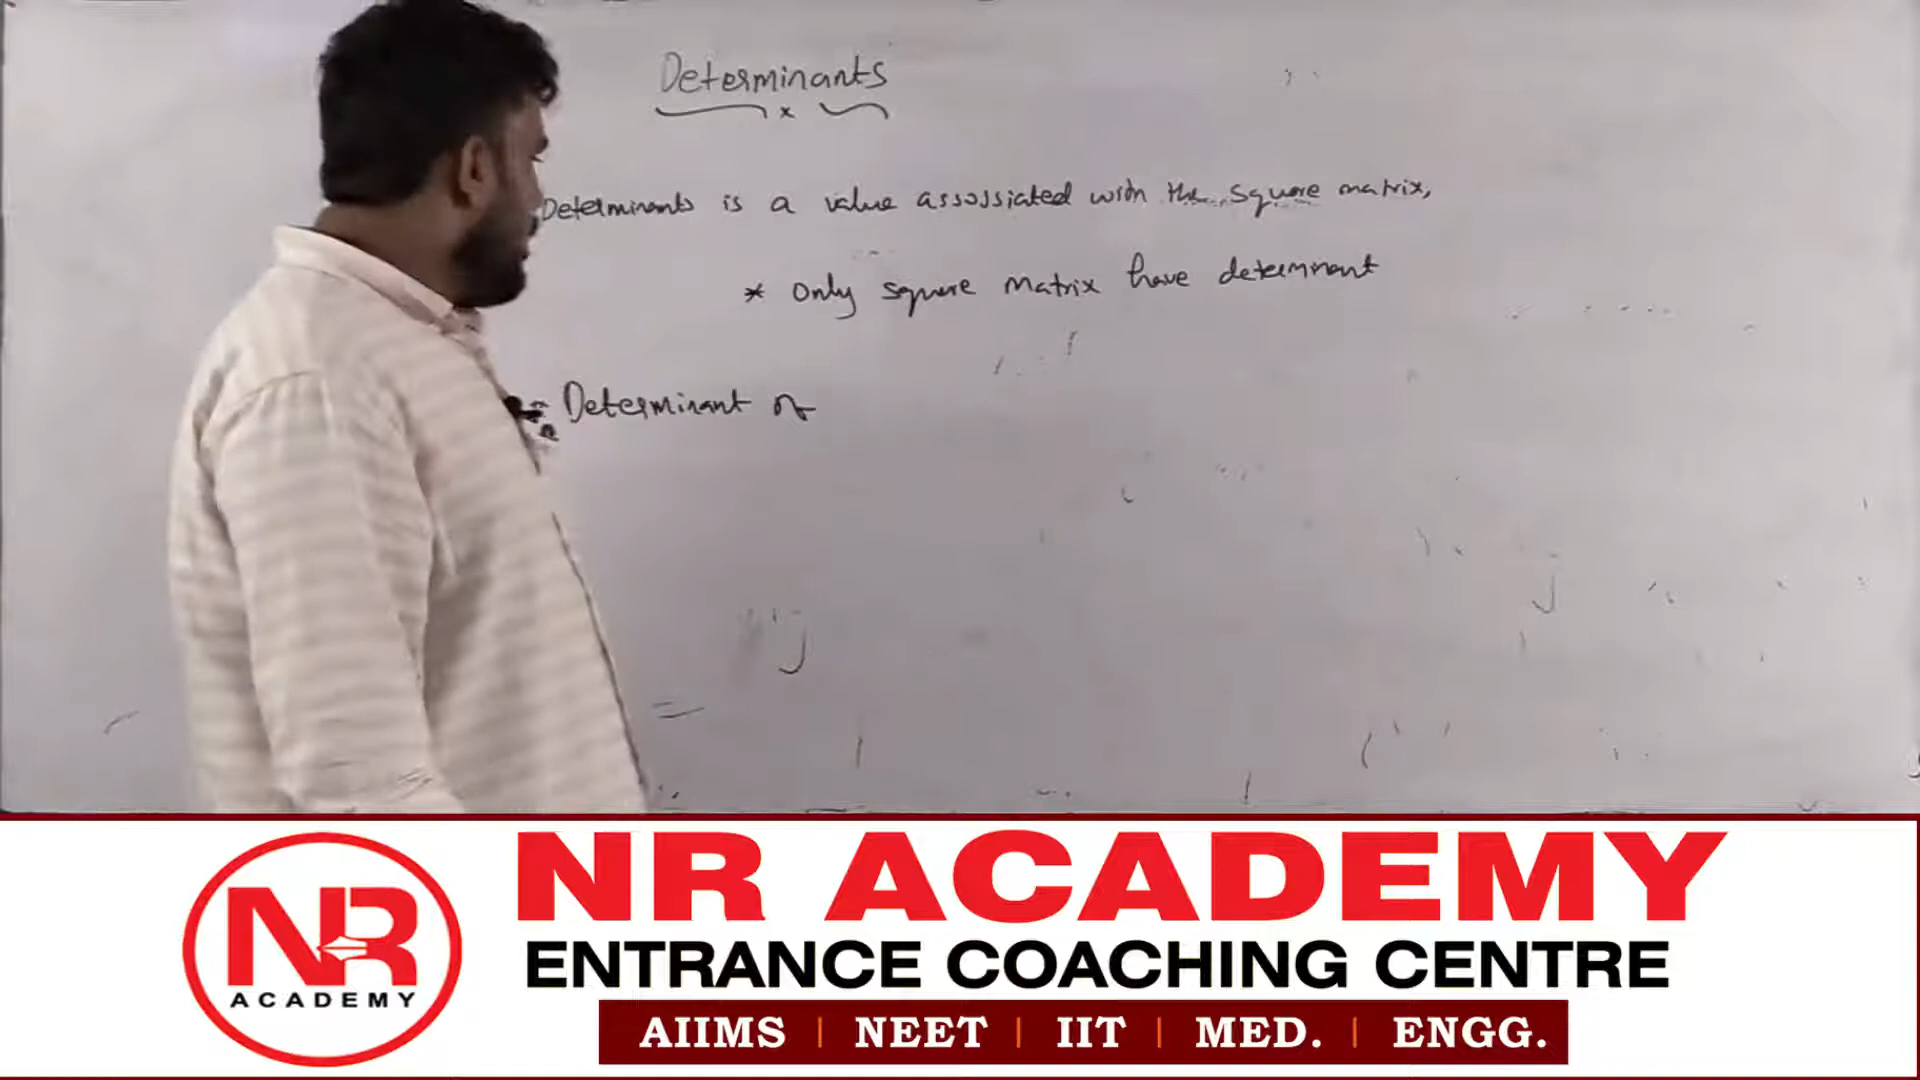 Determinants
Determinants is a value assossiated with the square matrix,
* only square matrix have determinant
Determinant of
NR ACADEMY
ENTRANCE COACHING CENTRE
AIIMS | NEET | IIT | MED. | ENGG.
NR
ACADEMY